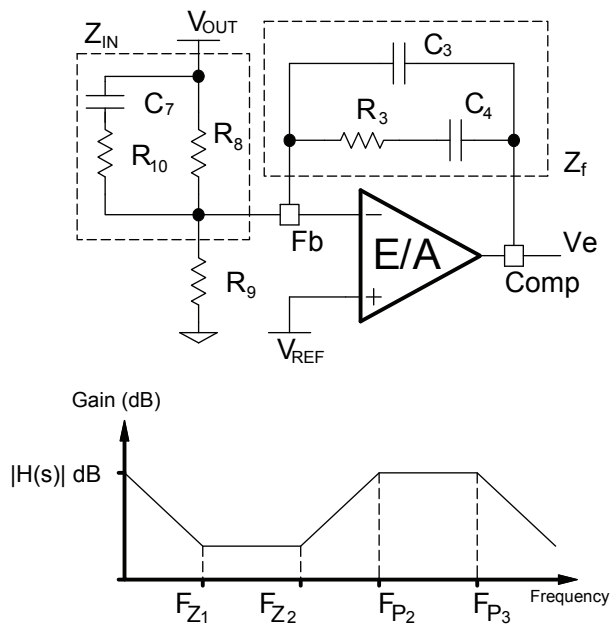 Z_IN
V_OUT
C_3
C_7
R_3
C_4
R_8
R_10
Z_f
Fb
−
E/A
Ve
R_9
+
Comp
V_REF
Gain (dB)
|H(s)| dB
F_Z1
F_Z2
F_P2
F_P3
Frequency